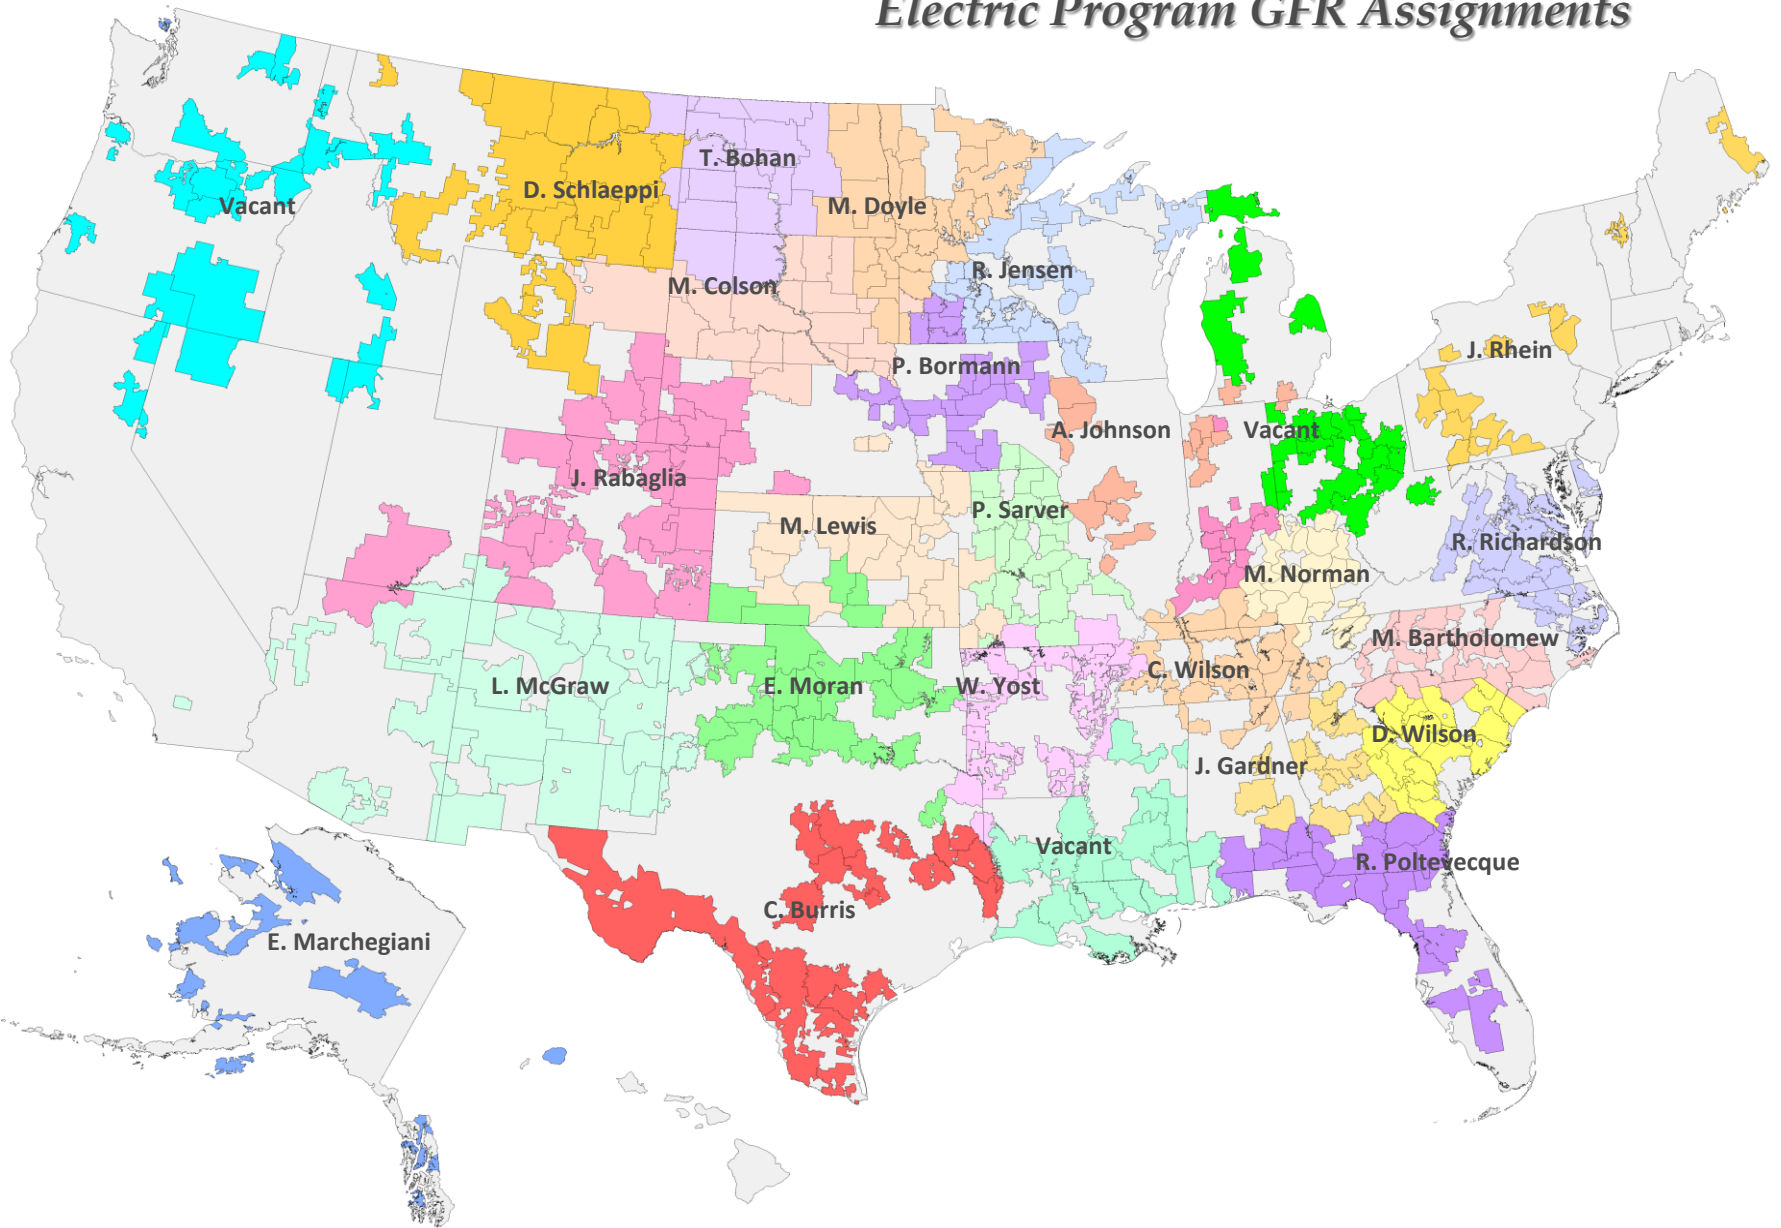 Electric Program GFR Assignments
T. Bohan
D. Schlaeppi
Vacant
M. Doyle
R. Jensen
M. Colson
J. Rhein
P. Bormann
A. Johnson
Vacant
J. Rabaglia
P. Sarver
M. Lewis
R. Richardson
M. Norman
M. Bartholomew
C. Wilson
L. McGraw
E. Moran
W. Yost
D. Wilson
J. Gardner
Vacant
R. Poltevecque
C. Burris
E. Marchegiani